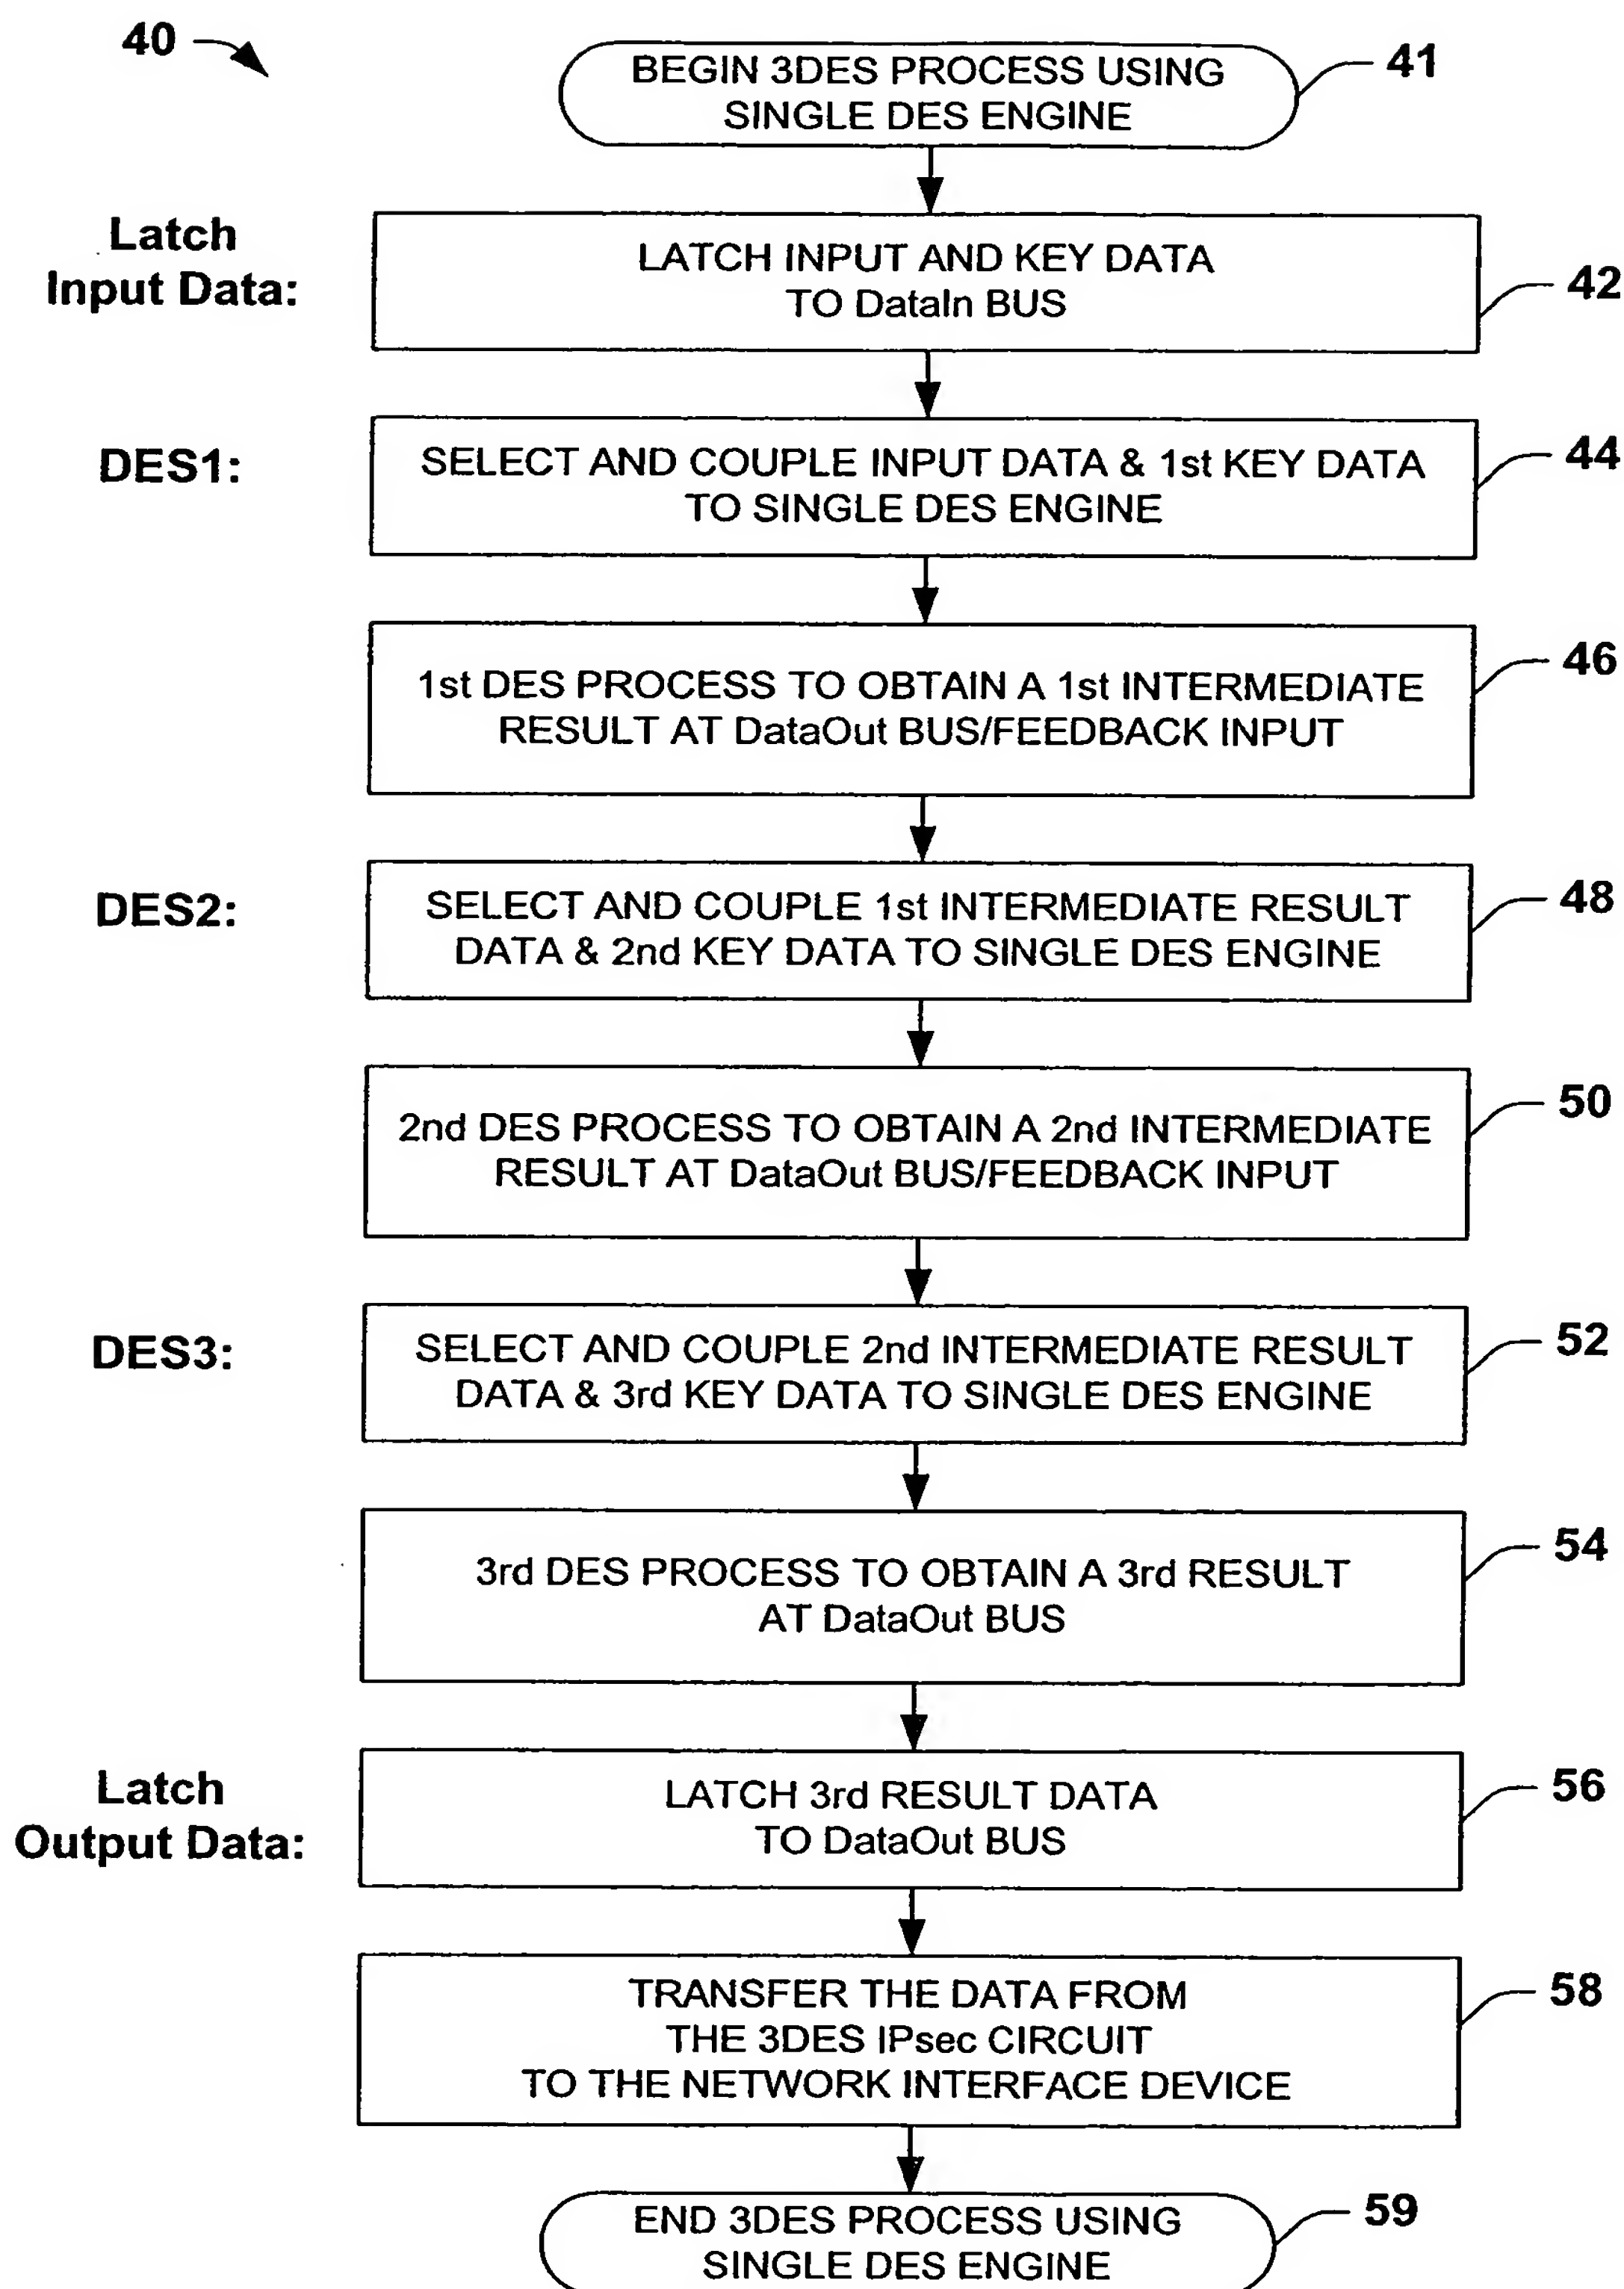 40
BEGIN 3DES PROCESS USING
SINGLE DES ENGINE
41
Latch
Input Data:
LATCH INPUT AND KEY DATA
TO DataIn BUS
42
DES1:
SELECT AND COUPLE INPUT DATA & 1st KEY DATA
TO SINGLE DES ENGINE
44
1st DES PROCESS TO OBTAIN A 1st INTERMEDIATE
RESULT AT DataOut BUS/FEEDBACK INPUT
46
DES2:
SELECT AND COUPLE 1st INTERMEDIATE RESULT
DATA & 2nd KEY DATA TO SINGLE DES ENGINE
48
2nd DES PROCESS TO OBTAIN A 2nd INTERMEDIATE
RESULT AT DataOut BUS/FEEDBACK INPUT
50
DES3:
SELECT AND COUPLE 2nd INTERMEDIATE RESULT
DATA & 3rd KEY DATA TO SINGLE DES ENGINE
52
3rd DES PROCESS TO OBTAIN A 3rd RESULT
AT DataOut BUS
54
Latch
Output Data:
LATCH 3rd RESULT DATA
TO DataOut BUS
56
TRANSFER THE DATA FROM
THE 3DES IPsec CIRCUIT
TO THE NETWORK INTERFACE DEVICE
58
END 3DES PROCESS USING
SINGLE DES ENGINE
59